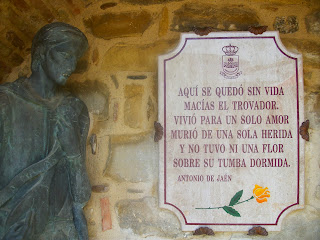 AQUÍ SE QUEDÓ SIN VIDA
MACÍAS EL TROVADOR.
VIVIÓ PARA UN SOLO AMOR
MURIÓ DE UNA SOLA HERIDA
Y NO TUVO NI UNA FLOR
SOBRE SU TUMBA DORMIDA.
ANTONIO DE JAÉN